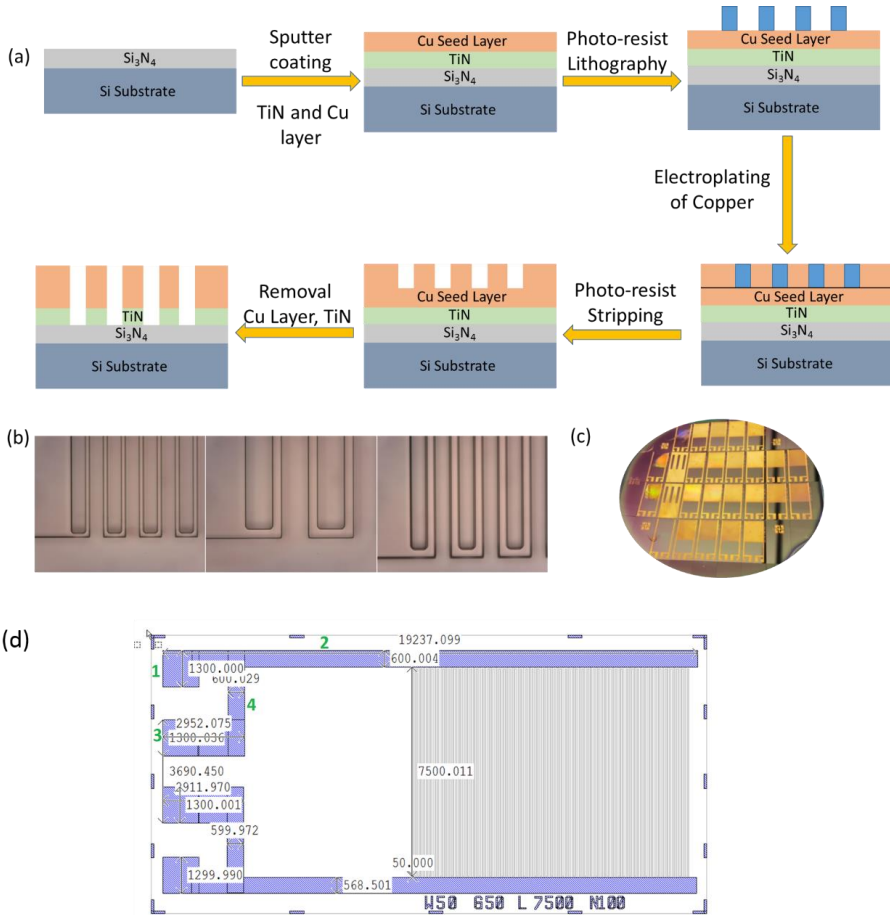 (a)
Si3N4
Si Substrate
Sputter
coating
TiN and Cu
layer
Cu Seed Layer
TiN
Si3N4
Si Substrate
Photo-resist
Lithography
Cu Seed Layer
TiN
Si3N4
Si Substrate
Electroplating
of Copper
Cu Seed Layer
TiN
Si3N4
Si Substrate
Photo-resist
Stripping
Cu Seed Layer
TiN
Si3N4
Si Substrate
Removal
Cu Layer, TiN
TiN
Si3N4
Si Substrate
(b)
(c)
(d)
2
19237.099
1
1300.000
600.004
600.029
4
2952.075
3
1300.036
3690.450
7500.011
2911.970
1300.001
599.972
50.000
1299.990
568.501
W50 G50 L7500 N100